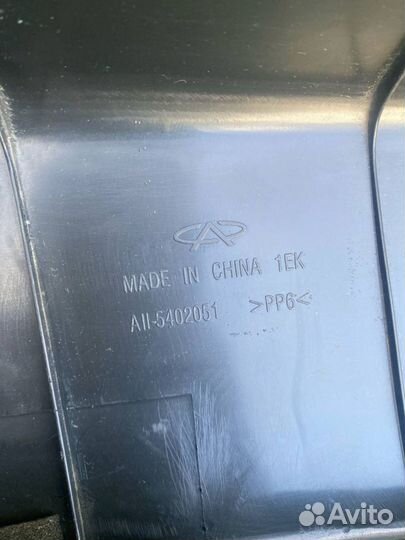 MADE IN CHINA 1EK
A11-5402051 >PP6<
Avito